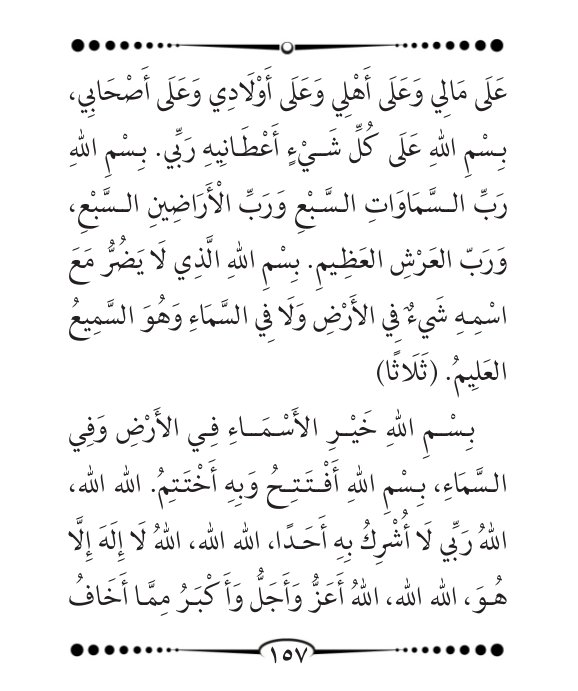 عَلَى مَالِي وَعَلَى أَهْلِي وَعَلَى أَوْلَادِي وَعَلَى أَصْحَابِي،
بِسْمِ اللهِ عَلَى كُلِّ شَيْءٍ أَعْطَانِيهِ رَبِّي. بِسْمِ اللهِ
رَبِّ السَّمَاوَاتِ السَّبْعِ وَرَبِّ الْأَرَاضِينِ السَّبْعِ،
وَرَبِّ العَرْشِ العَظِيمِ. بِسْمِ اللهِ الَّذِي لَا يَضُرُّ مَعَ
اسْمِهِ شَيءٌ فِي الأَرْضِ وَلَا فِي السَّمَاءِ وَهُوَ السَّمِيعُ
العَلِيمُ. (ثَلَاثًا)
بِسْمِ اللهِ خَيْرِ الأَسْمَاءِ فِي الأَرْضِ وَفِي
السَّمَاءِ، بِسْمِ اللهِ أَفْتَتِحُ وَبِهِ أَخْتَتِمُ. الله الله،
اللهُ رَبِّي لَا أُشْرِكُ بِهِ أَحَدًا، الله الله، اللهُ لَا إِلَهَ إِلَّا
هُوَ، الله الله، اللهُ أَعَزُّ وَأَجَلُّ وَأَكْبَرُ مِمَّا أَخَافُ
١٥٧